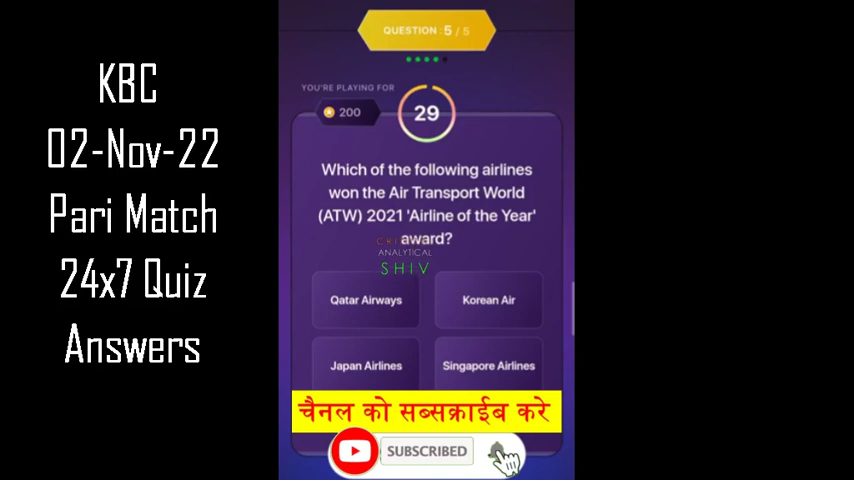 KBC
02-Nov-22
Pari Match
24x7 Quiz
Answers
QUESTION : 5 / 5
YOU'RE PLAYING FOR
200
29
Which of the following airlines
won the Air Transport World
(ATW) 2021 'Airline of the Year'
award?
ANALYTICAL
SHIV
Qatar Airways
Korean Air
Japan Airlines
Singapore Airlines
चैनल को सब्सक्राईब करे
SUBSCRIBED